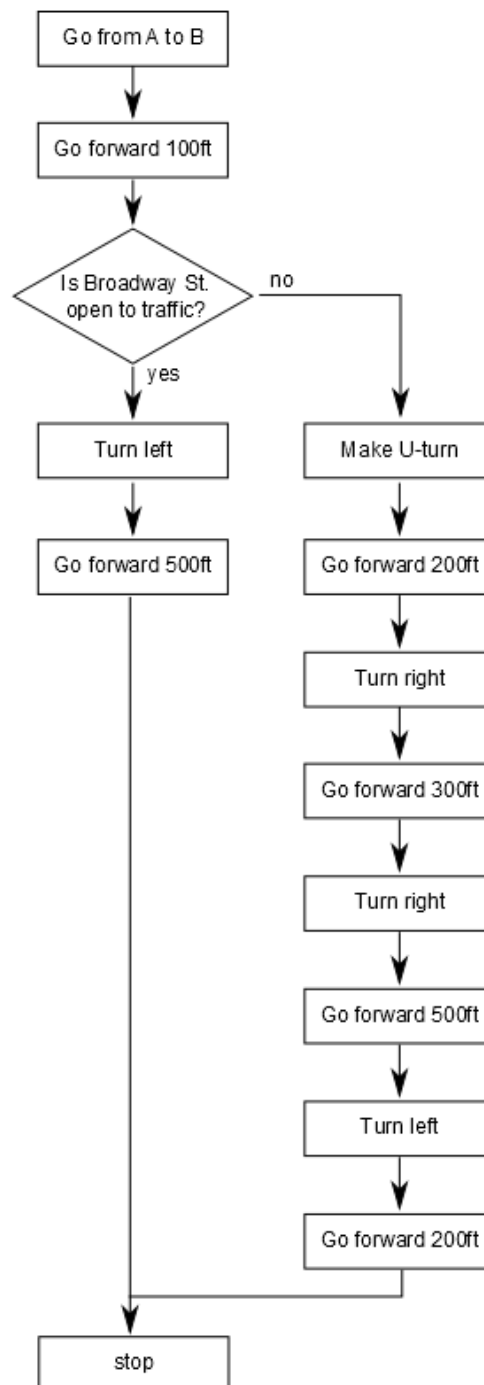 Go from A to B
Go forward 100ft
Is Broadway St.
open to traffic?
no
yes
Turn left
Make U-turn
Go forward 500ft
Go forward 200ft
Turn right
Go forward 300ft
Turn right
Go forward 500ft
Turn left
Go forward 200ft
stop